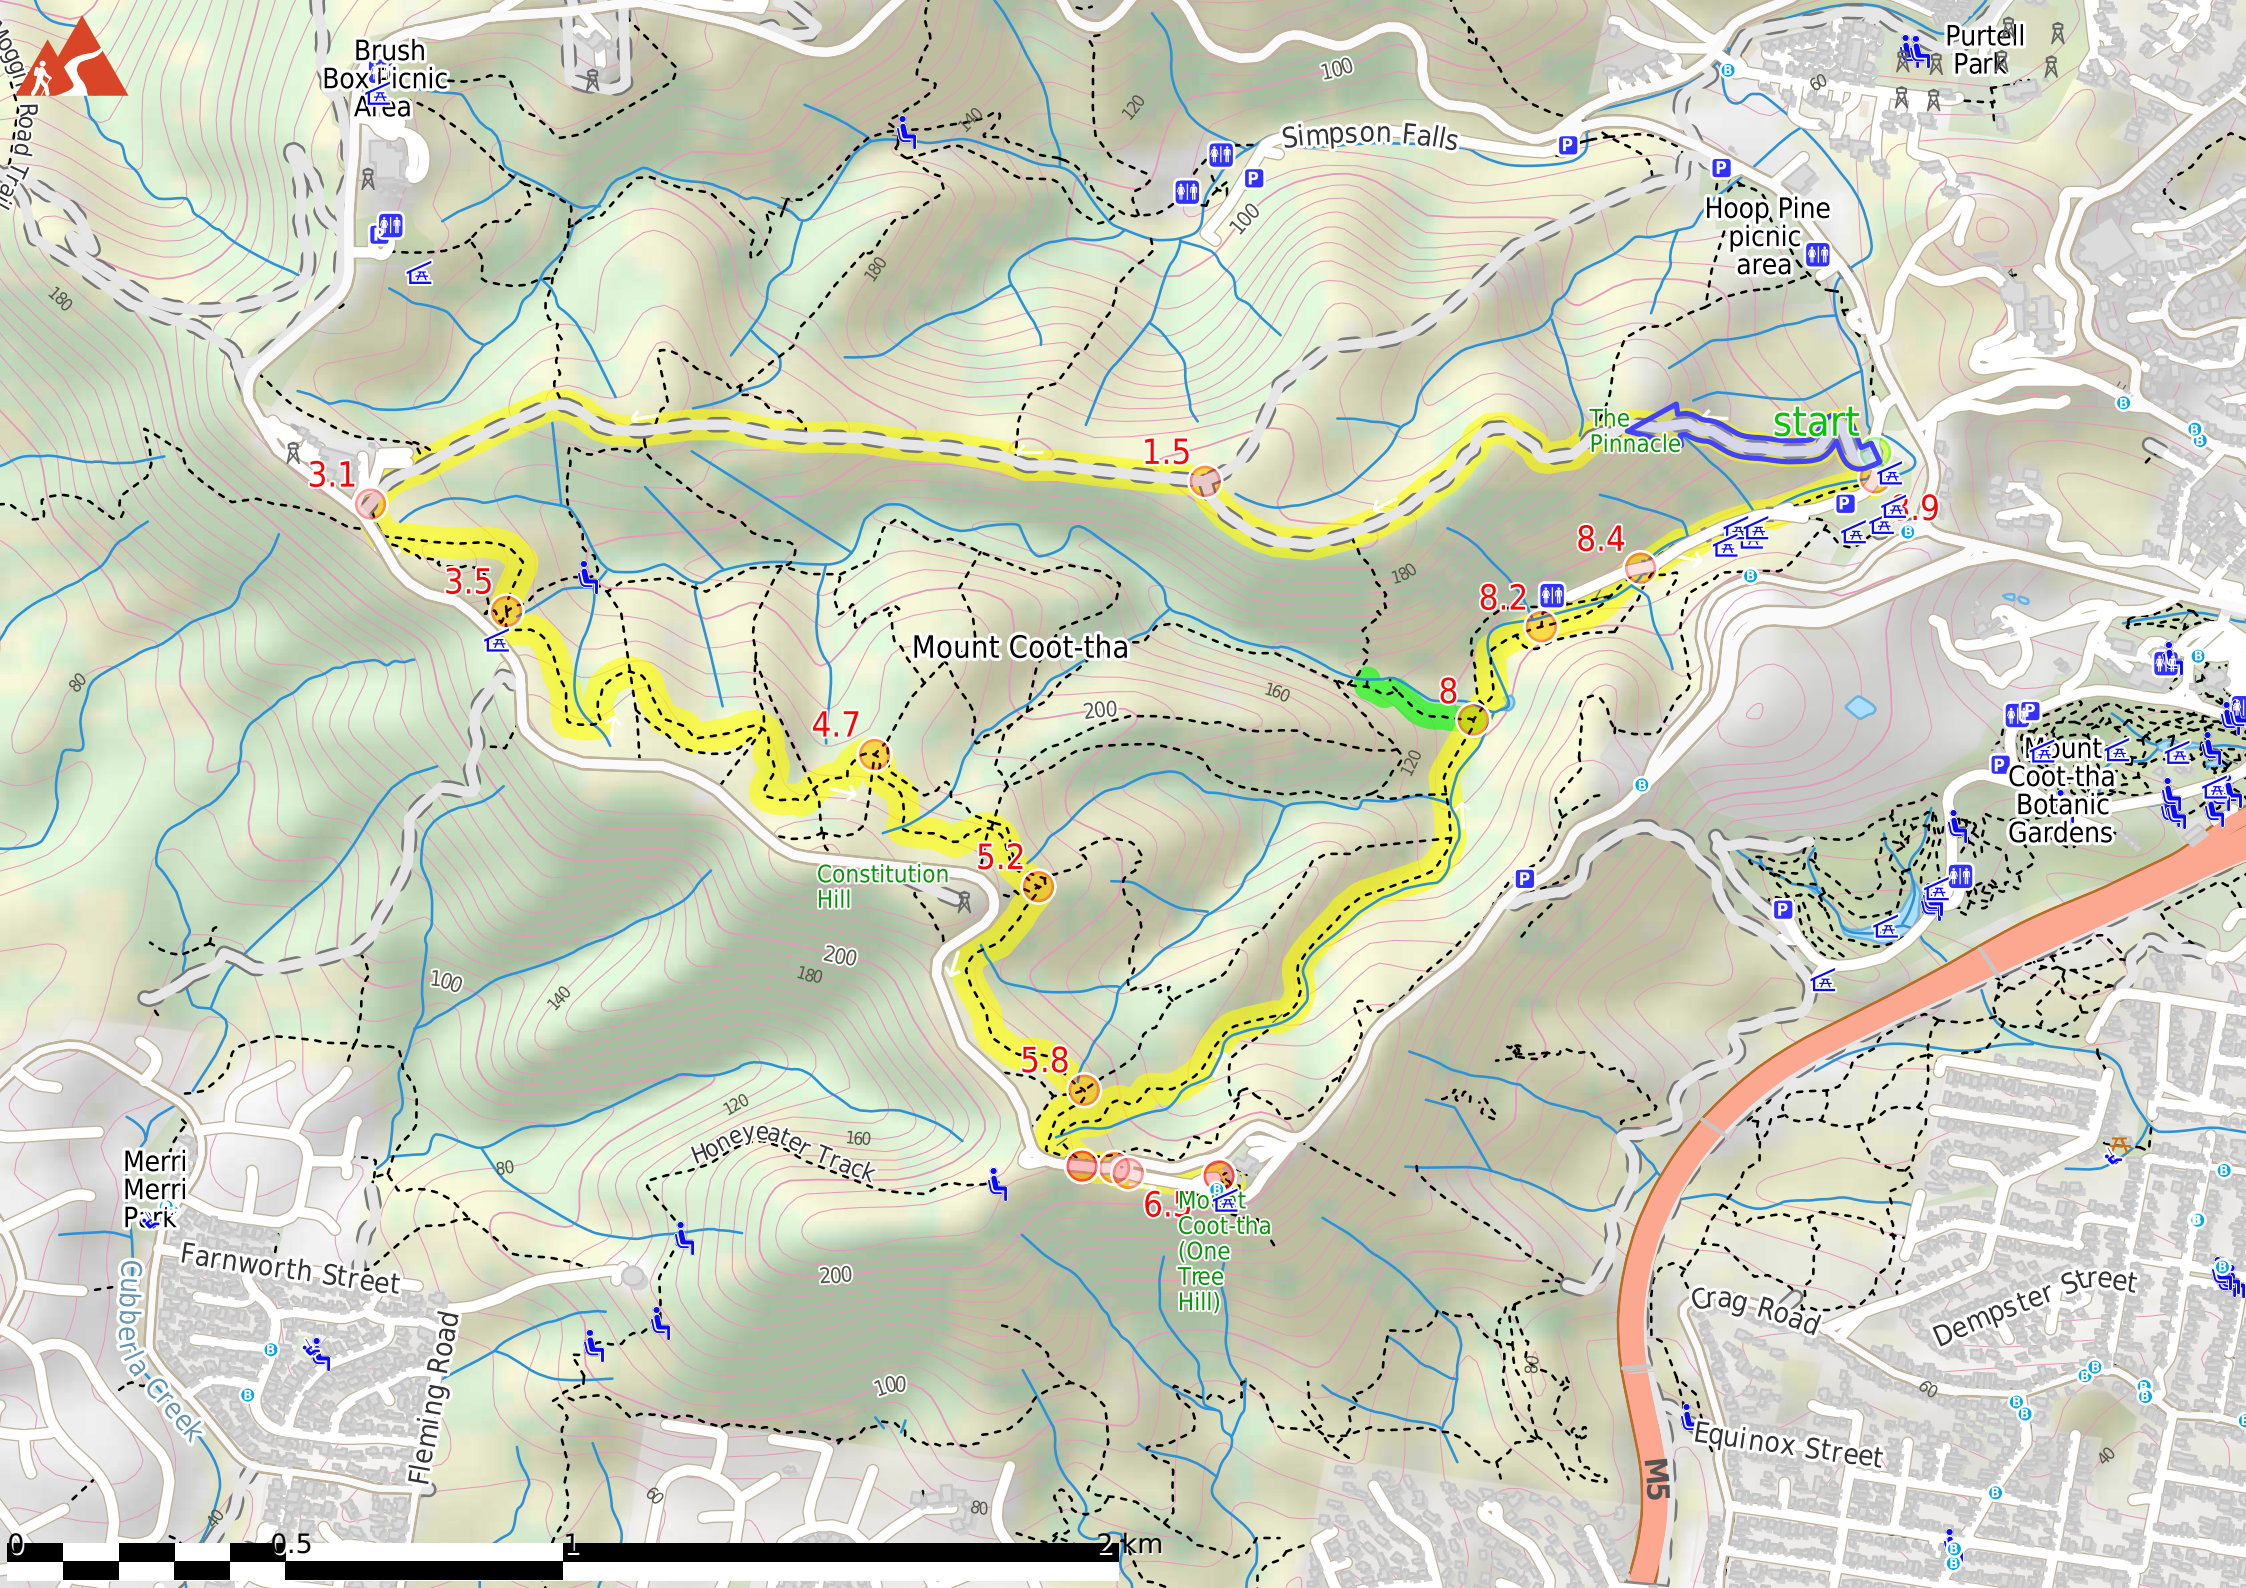 Brush
Box Picnic
Area
Moggi
Road Trail
Purtell
Park
Simpson Falls
Hoop Pine
picnic
area
100
120
140
60
100
180
180
The
Pinnacle
start
1.5
3.1
3.5
8.4
8.2
8
4.7
5.2
5.8
180
160
200
120
80
Mount Coot-tha
Constitution
Hill
200
180
100
140
Mount
Coot-tha
Botanic
Gardens
120
160
80
Honeyeater Track
Mount
Coot-tha
(One
Tree
Hill)
200
100
80
Merri
Merri
Park
Farnworth Street
Cubberla Creek
Fleming Road
Crag Road
Dempster Street
Equinox Street
M5
60
40
40
60
80
0
0.5
1
2 km